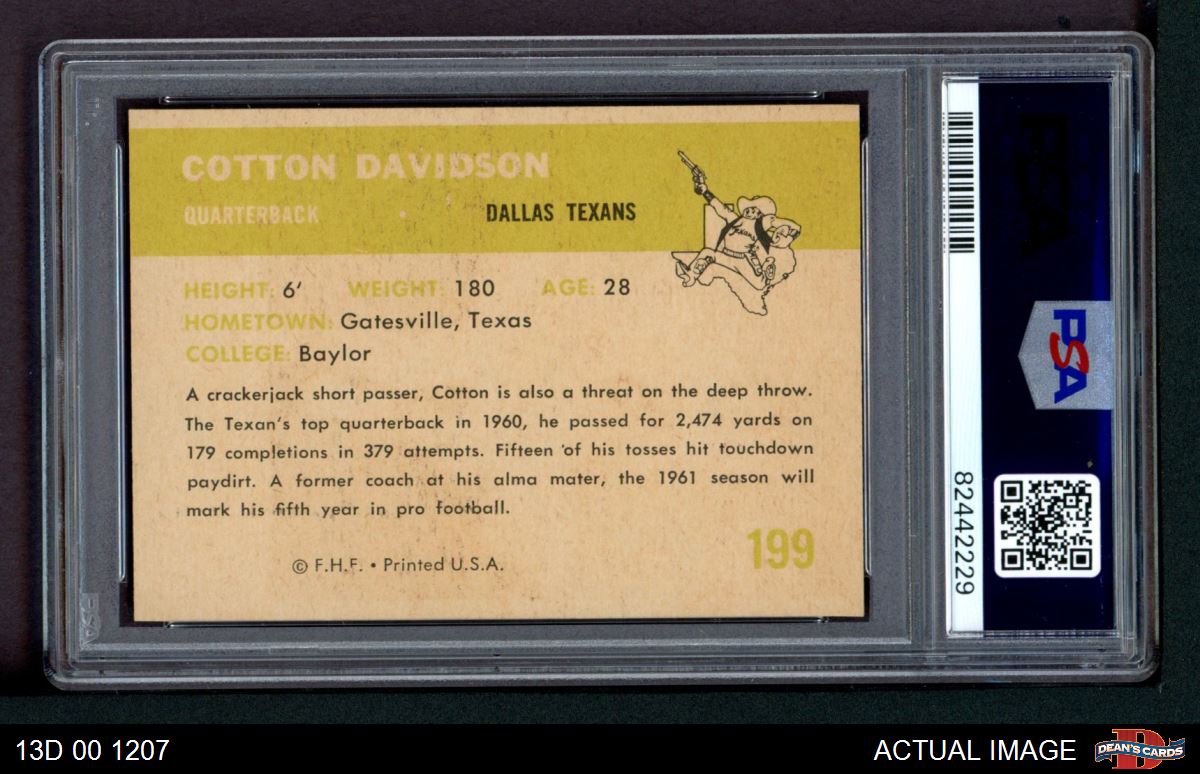 COTTON DAVIDSON
QUARTERBACK • DALLAS TEXANS
HEIGHT: 6' WEIGHT: 180 AGE: 28
HOMETOWN: Gatesville, Texas
COLLEGE: Baylor
A crackerjack short passer, Cotton is also a threat on the deep throw.
The Texan's top quarterback in 1960, he passed for 2,474 yards on
179 completions in 379 attempts. Fifteen of his tosses hit touchdown
paydirt. A former coach at his alma mater, the 1961 season will
mark his fifth year in pro football.
199
© F.H.F. • Printed U.S.A.
PSA
PSA
82442229
PSA
13D 00 1207
ACTUAL IMAGE
DEAN'S CARDS